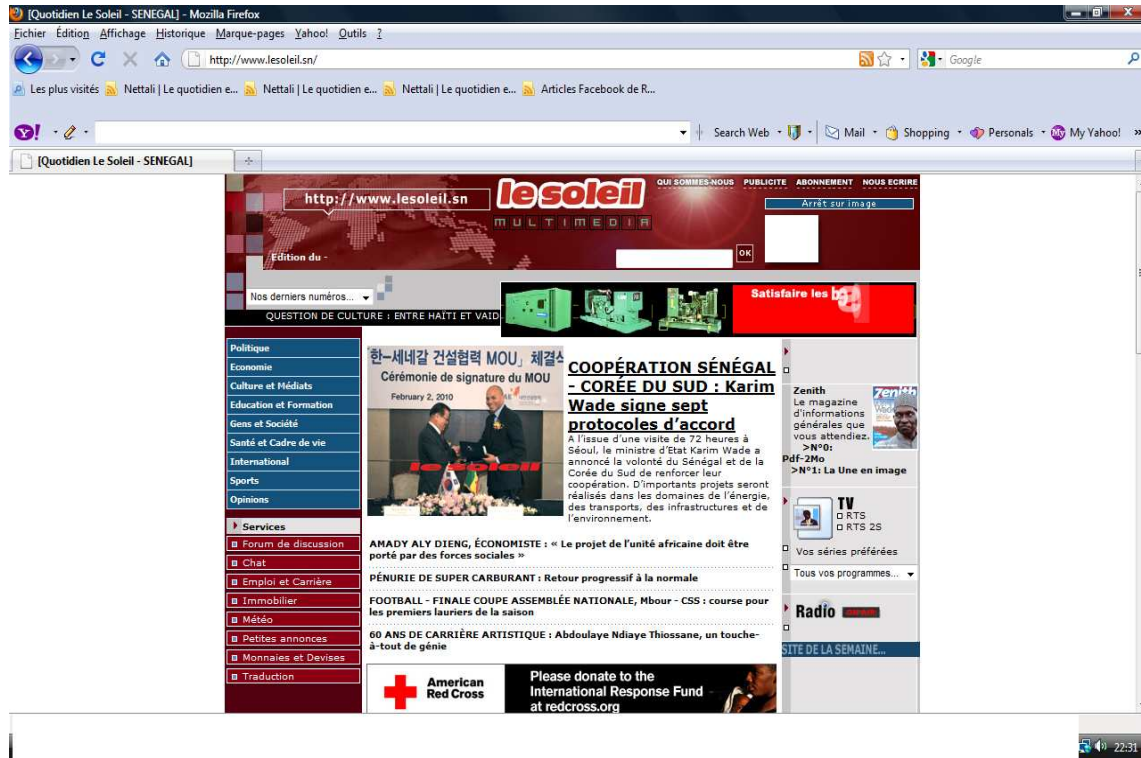 [Quotidien Le Soleil - SENEGAL] - Mozilla Firefox
Fichier Édition Affichage Historique Marque-pages Yahoo! Outils ?
http://www.lesoleil.sn/
Google
Les plus visités Nettali | Le quotidien e... Nettali | Le quotidien e... Nettali | Le quotidien e... Articles Facebook de R...
Y! Search Web Mail Shopping Personals My Yahoo! »
[Quotidien Le Soleil - SENEGAL]
QUI SOMMES-NOUS PUBLICITE ABONNEMENT NOUS ECRIRE
http://www.lesoleil.sn
le soleil
MULTIMEDIA
Arrêt sur image
OK
Edition du -
Nos derniers numéros...
Satisfaire les
QUESTION DE CULTURE : ENTRE HAÏTI ET VAID
Politique
Economie
Culture et Médiats
Education et Formation
Gens et Société
Santé et Cadre de vie
International
Sports
Opinions
Services
Forum de discussion
Chat
Emploi et Carrière
Immobilier
Météo
Petites annonces
Monnaies et Devises
Traduction
한-세네갈 건설협력 MOU」 체결
Cérémonie de signature du MOU
February 2, 2010
le soleil
COOPÉRATION SÉNÉGAL
- CORÉE DU SUD : Karim
Wade signe sept
protocoles d'accord
A l'issue d'une visite de 72 heures à
Séoul, le ministre d'Etat Karim Wade a
annoncé la volonté du Sénégal et de la
Corée du Sud de renforcer leur
coopération. D'importants projets seront
réalisés dans les domaines de l'énergie,
des transports, des infrastructures et de
l'environnement.
AMADY ALY DIENG, ÉCONOMISTE : « Le projet de l'unité africaine doit être
porté par des forces sociales »
PÉNURIE DE SUPER CARBURANT : Retour progressif à la normale
FOOTBALL - FINALE COUPE ASSEMBLÉE NATIONALE, Mbour - CSS : course pour
les premiers lauriers de la saison
60 ANS DE CARRIÈRE ARTISTIQUE : Abdoulaye Ndiaye Thiossane, un touche-
à-tout de génie
American
Red Cross
Please donate to the
International Response Fund
at redcross.org
Zenith
Le magazine
d'informations
générales que
vous attendiez.
>N°0:
Pdf-2Mo
>N°1: La Une en image
Zenith
TV
RTS
RTS 2S
Vos séries préférées
Tous vos programmes...
Radio
SITE DE LA SEMAINE...
22:31